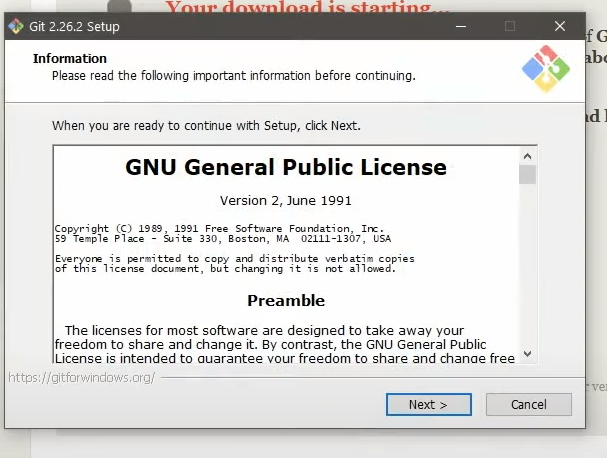 Your download is starting...
Git 2.26.2 Setup
Information
Please read the following important information before continuing.
When you are ready to continue with Setup, click Next.
GNU General Public License
Version 2, June 1991
Copyright (C) 1989, 1991 Free Software Foundation, Inc.
59 Temple Place - Suite 330, Boston, MA  02111-1307, USA
Everyone is permitted to copy and distribute verbatim copies
of this license document, but changing it is not allowed.
Preamble
The licenses for most software are designed to take away your
freedom to share and change it. By contrast, the GNU General Public
License is intended to guarantee your freedom to share and change free
https://gitforwindows.org/
Next >
Cancel